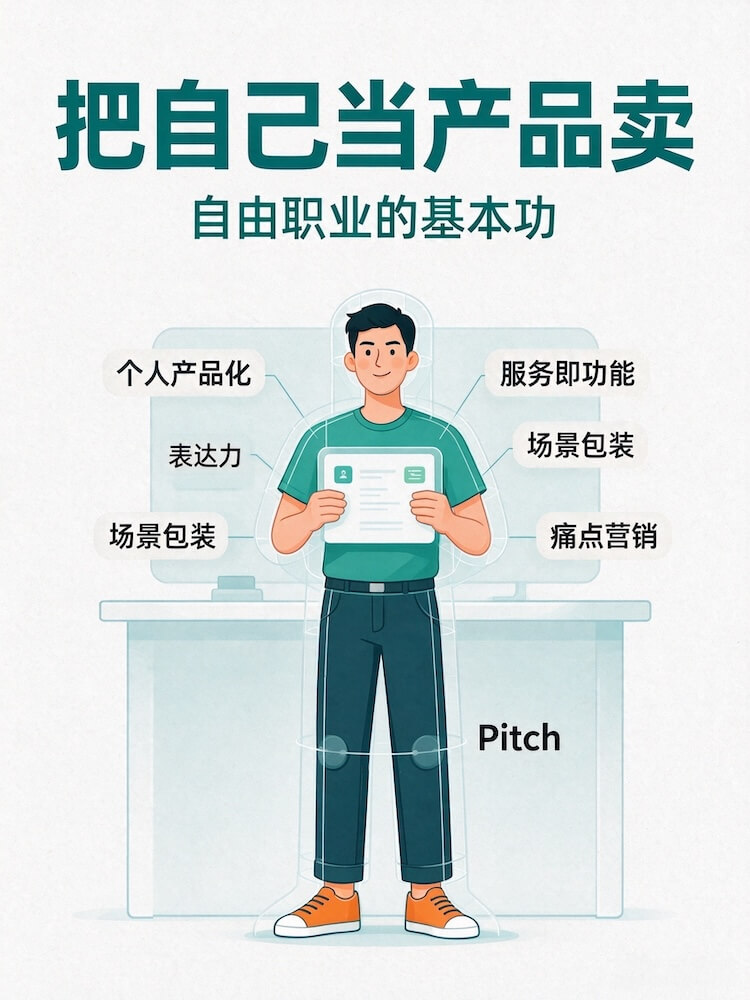 把自己当产品卖
自由职业的基本功
个人产品化
服务即功能
表达力
场景包装
场景包装
痛点营销
Pitch